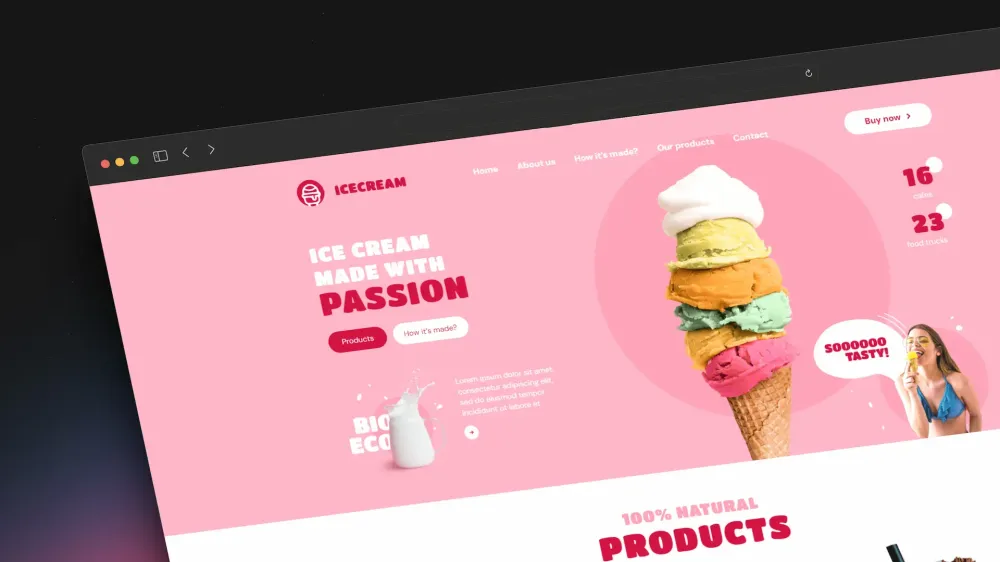 ICECREAM
Home
About us
How it's made?
Our products
Contact
Buy now
16
cafes
23
food trucks
ICE CREAM
MADE WITH
PASSION
Products
How it's made?
SOOOOOO
TASTY!
BIO
ECO
Lorem ipsum dolor sit amet,
consectetur adipiscing elit,
sed do eiusmod tempor
incididunt ut labore et
100% NATURAL
PRODUCTS